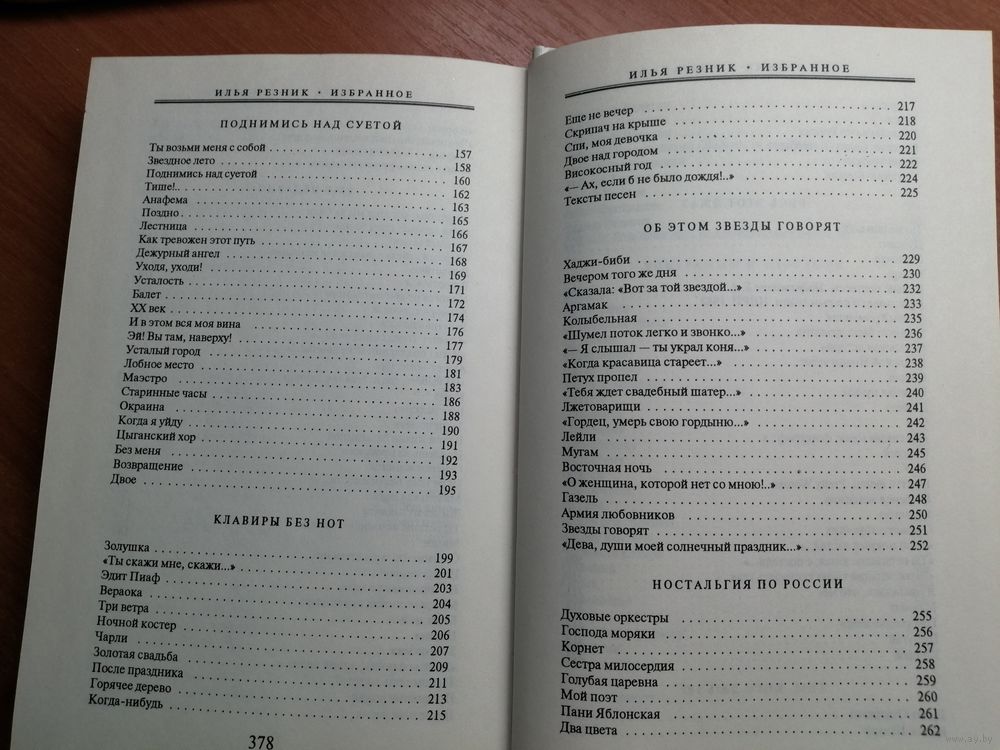 ИЛЬЯ РЕЗНИК • ИЗБРАННОЕ
ПОДНИМИСЬ НАД СУЕТОЙ
Ты возьми меня с собой . . . . . 157
Звездное лето . . . . . 158
Поднимись над суетой . . . . . 160
Тише!.. . . . . . 162
Анафема . . . . . 163
Поздно . . . . . 165
Лестница . . . . . 166
Как тревожен этот путь . . . . . 167
Дежурный ангел . . . . . 168
Уходя, уходи! . . . . . 169
Усталость . . . . . 171
Балет . . . . . 172
XX век . . . . . 174
И в этом вся моя вина . . . . . 176
Эй! Вы там, наверху! . . . . . 177
Усталый город . . . . . 179
Лобное место . . . . . 181
Маэстро . . . . . 183
Старинные часы . . . . . 186
Окраина . . . . . 188
Когда я уйду . . . . . 190
Цыганский хор . . . . . 191
Без меня . . . . . 192
Возвращение . . . . . 193
Двое . . . . . 195
КЛАВИРЫ БЕЗ НОТ
Золушка . . . . . 199
«Ты скажи мне, скажи...» . . . . . 201
Эдит Пиаф . . . . . 203
Вераока . . . . . 204
Три ветра . . . . . 205
Ночной костер . . . . . 206
Чарли . . . . . 207
Золотая свадьба . . . . . 209
После праздника . . . . . 211
Горячее дерево . . . . . 213
Когда-нибудь . . . . . 215
378
ИЛЬЯ РЕЗНИК • ИЗБРАННОЕ
Еще не вечер . . . . . 217
Скрипач на крыше . . . . . 218
Спи, моя девочка . . . . . 220
Двое над городом . . . . . 221
Високосный год . . . . . 222
«— Ах, если б не было дождя!..» . . . . . 224
Тексты песен . . . . . 225
ОБ ЭТОМ ЗВЕЗДЫ ГОВОРЯТ
Хаджи-биби . . . . . 229
Вечером того же дня . . . . . 230
«Сказала: «Вот за той звездой...» . . . . . 232
Аргамак . . . . . 233
Колыбельная . . . . . 235
«Шумел поток легко и звонко...» . . . . . 236
«— Я слышал — ты украл коня...» . . . . . 237
«Когда красавица стареет...» . . . . . 238
Петух пропел . . . . . 239
«Тебя ждет свадебный шатер...» . . . . . 240
Лжетоварищи . . . . . 241
«Гордец, умерь свою гордыню...» . . . . . 242
Лейли . . . . . 243
Мугам . . . . . 245
Восточная ночь . . . . . 246
«О женщина, которой нет со мною!..» . . . . . 247
Газель . . . . . 248
Армия любовников . . . . . 250
Звезды говорят . . . . . 251
«Дева, души моей солнечный праздник...» . . . . . 252
НОСТАЛЬГИЯ ПО РОССИИ
Духовые оркестры . . . . . 255
Господа моряки . . . . . 256
Корнет . . . . . 257
Сестра милосердия . . . . . 258
Голубая царевна . . . . . 259
Мой поэт . . . . . 260
Пани Яблонская . . . . . 261
Два цвета . . . . . 262
www.ay.by